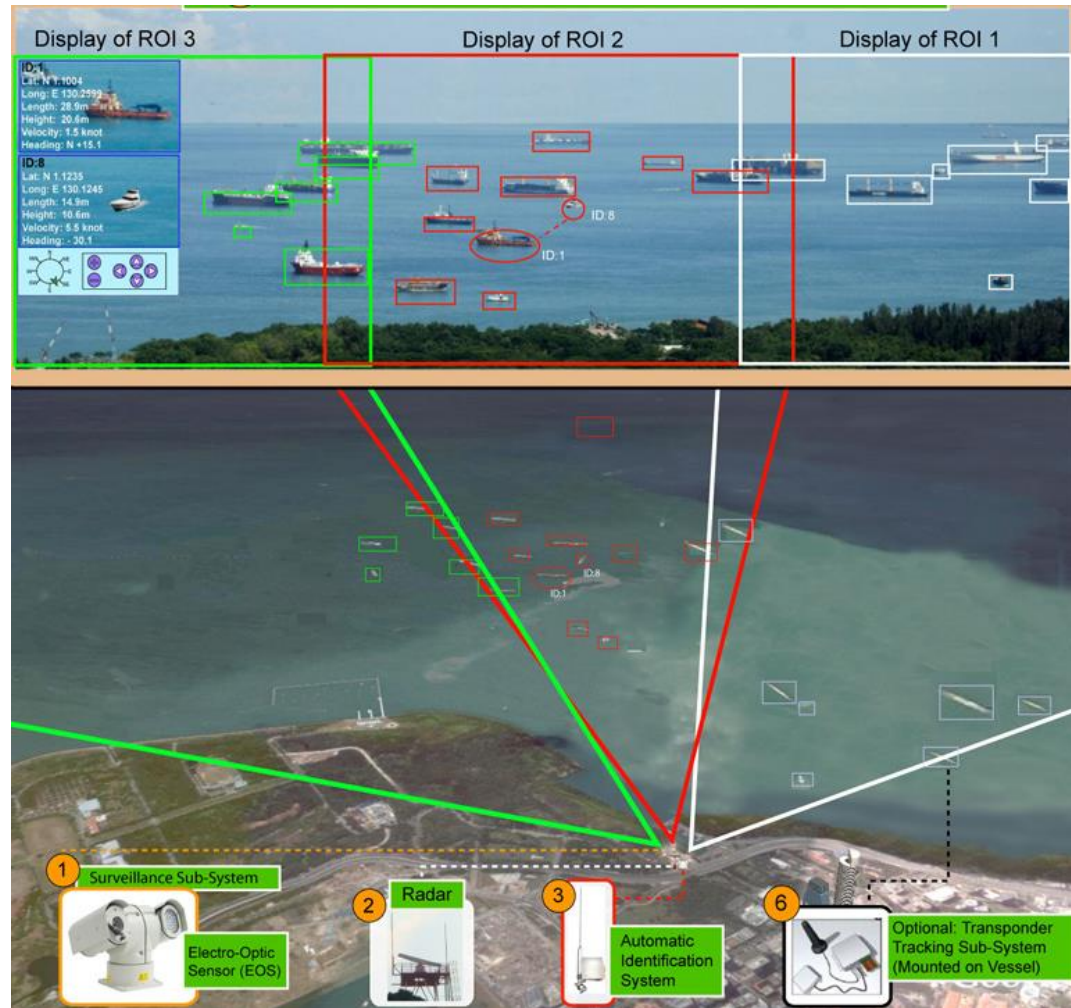 Display of ROI 3
Display of ROI 2
Display of ROI 1
ID:1
Lat: N 1.1004
Long: E 130.2599
Length: 28.9m
Height: 20.6m
Velocity: 1.5 knot
Heading: N +15.1
ID:8
Lat: N 1.1235
Long: E 130.1245
Length: 14.9m
Height: 10.6m
Velocity: 5.5 knot
Heading: - 30.1
ID:8
ID:1
ID:8
ID:1
1
Surveillance Sub-System
Electro-Optic
Sensor (EOS)
2
Radar
3
Automatic
Identification
System
6
Optional: Transponder
Tracking Sub-System
(Mounted on Vessel)